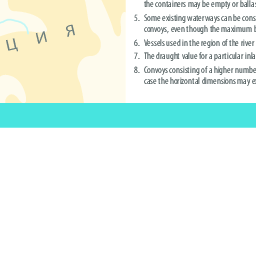 ция
the containers may be empty or ballas
5. Some existing waterways can be cons
convoys, even though the maximum b
6. Vessels used in the region of the river
7. The draught value for a particular inla
8. Convoys consisting of a higher numbe
case the horizontal dimensions may ex